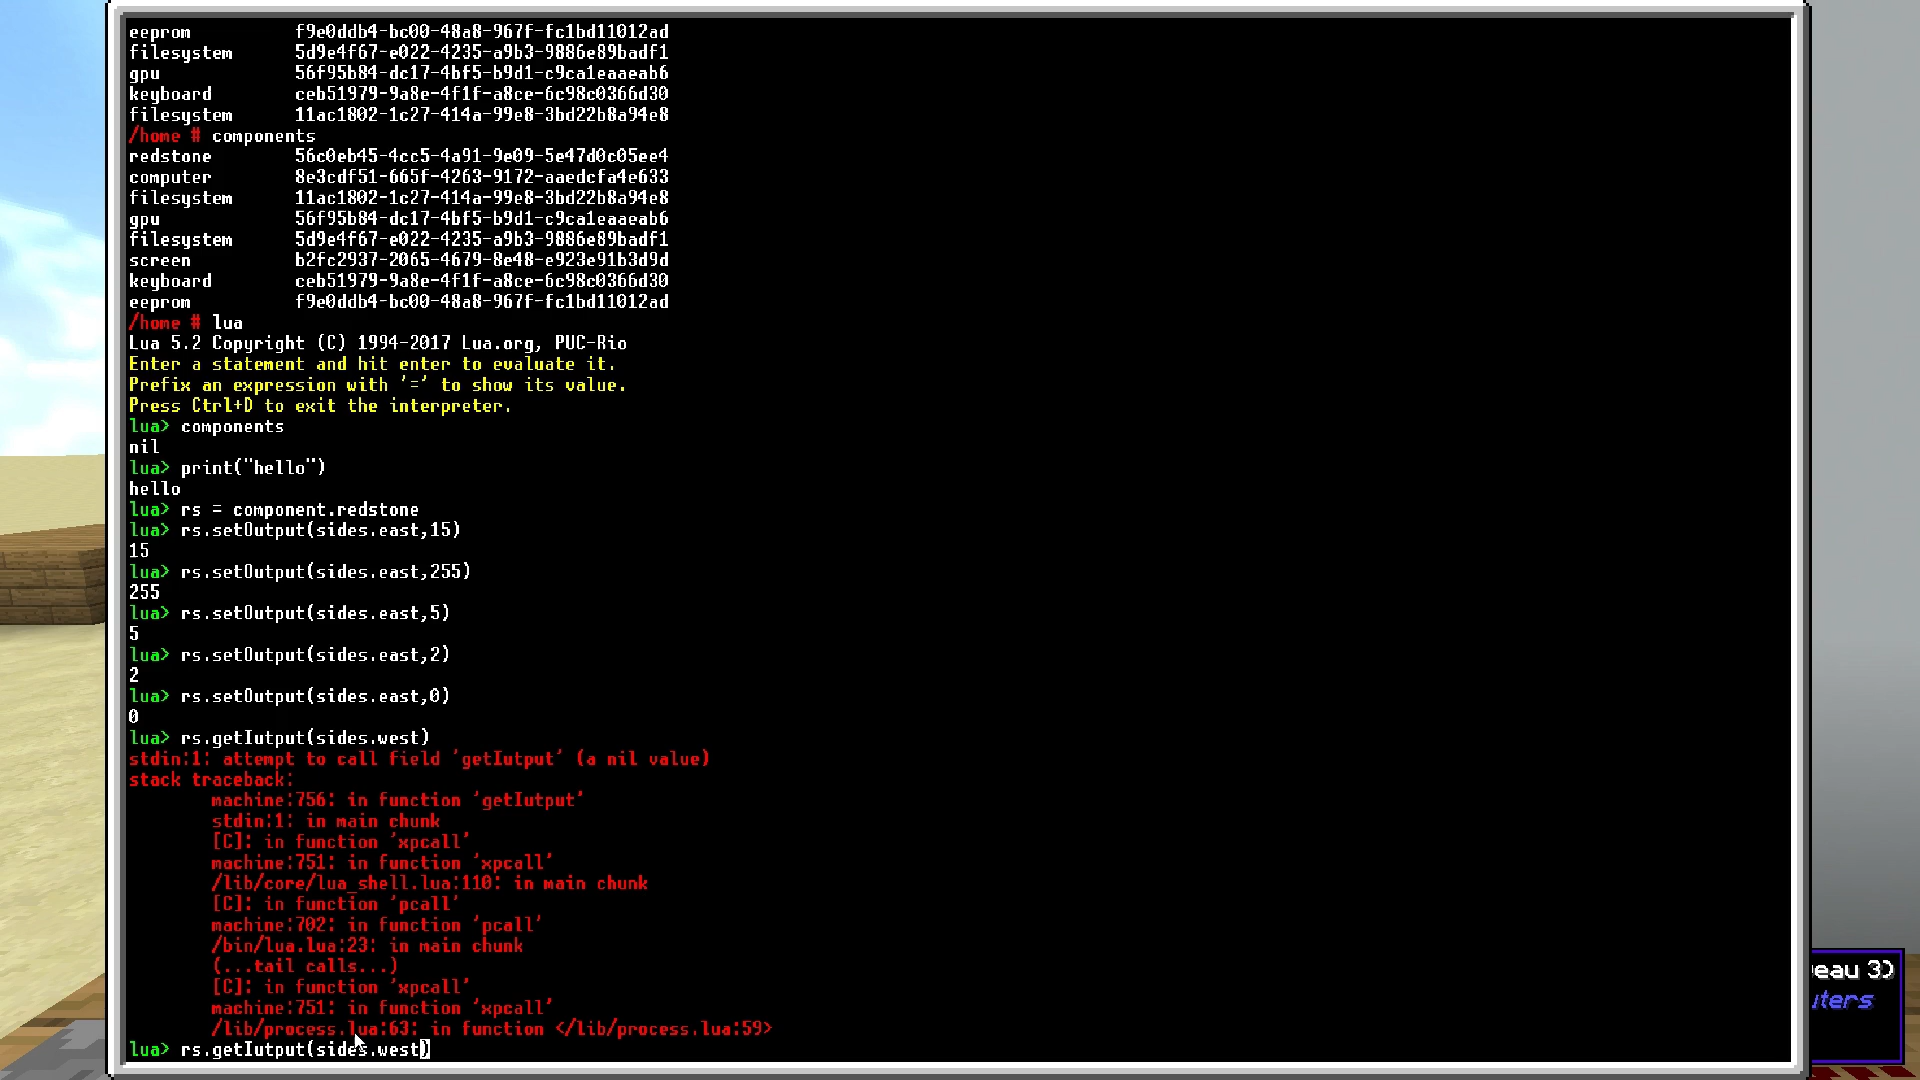 eeprom          f9e0ddb4-bc00-48a8-967f-fc1bd11012ad
filesystem      5d9e4f67-e022-4235-a9b3-9886e89badf1
gpu             56f95b84-dc17-4bf5-b9d1-c9ca1eaaeab6
keyboard        ceb51979-9a8e-4f1f-a8ce-6c98c0366d30
filesystem      11ac1802-1c27-414a-99e8-3bd22b8a94e8
/home # components
redstone        56c0eb45-4cc5-4a91-9e09-5e47d0c05ee4
computer        8e3cdf51-665f-4263-9172-aaedcfa4e633
filesystem      11ac1802-1c27-414a-99e8-3bd22b8a94e8
gpu             56f95b84-dc17-4bf5-b9d1-c9ca1eaaeab6
filesystem      5d9e4f67-e022-4235-a9b3-9886e89badf1
screen          b2fc2937-2065-4679-8e48-e923e91b3d9d
keyboard        ceb51979-9a8e-4f1f-a8ce-6c98c0366d30
eeprom          f9e0ddb4-bc00-48a8-967f-fc1bd11012ad
/home # lua
Lua 5.2 Copyright (C) 1994-2017 Lua.org, PUC-Rio
Enter a statement and hit enter to evaluate it.
Prefix an expression with '=' to show its value.
Press Ctrl+D to exit the interpreter.
lua> components
nil
lua> print("hello")
hello
lua> rs = component.redstone
lua> rs.setOutput(sides.east,15)
15
lua> rs.setOutput(sides.east,255)
255
lua> rs.setOutput(sides.east,5)
5
lua> rs.setOutput(sides.east,2)
2
lua> rs.setOutput(sides.east,0)
0
lua> rs.getIutput(sides.west)
stdin:1: attempt to call field 'getIutput' (a nil value)
stack traceback:
        machine:756: in function 'getIutput'
        stdin:1: in main chunk
        [C]: in function 'xpcall'
        machine:751: in function 'xpcall'
        /lib/core/lua_shell.lua:110: in main chunk
        [C]: in function 'pcall'
        machine:702: in function 'pcall'
        /bin/lua.lua:23: in main chunk
        (...tail calls...)
        [C]: in function 'xpcall'
        machine:751: in function 'xpcall'
        /lib/process.lua:63: in function </lib/process.lua:59>
lua> rs.getIutput(sides.west)
eau 3)
uters